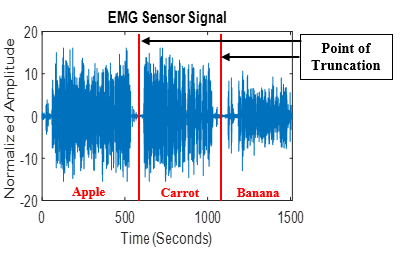 EMG Sensor Signal
Point of
Truncation
Normalized Amplitude
20
10
0
-10
-20
Apple
Carrot
Banana
0
500
1000
1500
Time (Seconds)